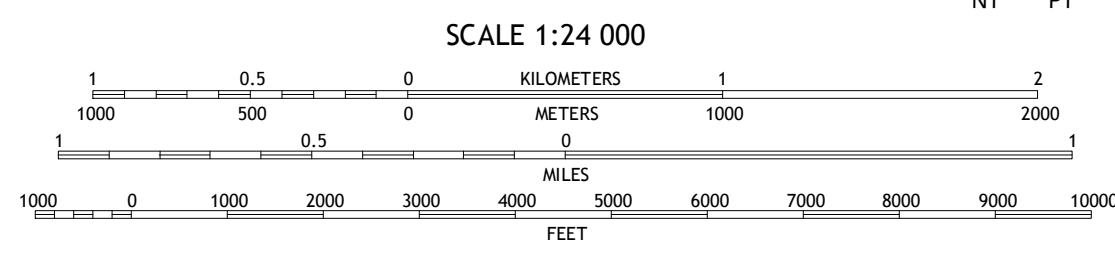 SCALE 1:24 000
1 0.5 0 KILOMETERS 1 2
1000 500 0 METERS 1000 2000
1 0.5 0 1
MILES
1000 0 1000 2000 3000 4000 5000 6000 7000 8000 9000 10000
FEET